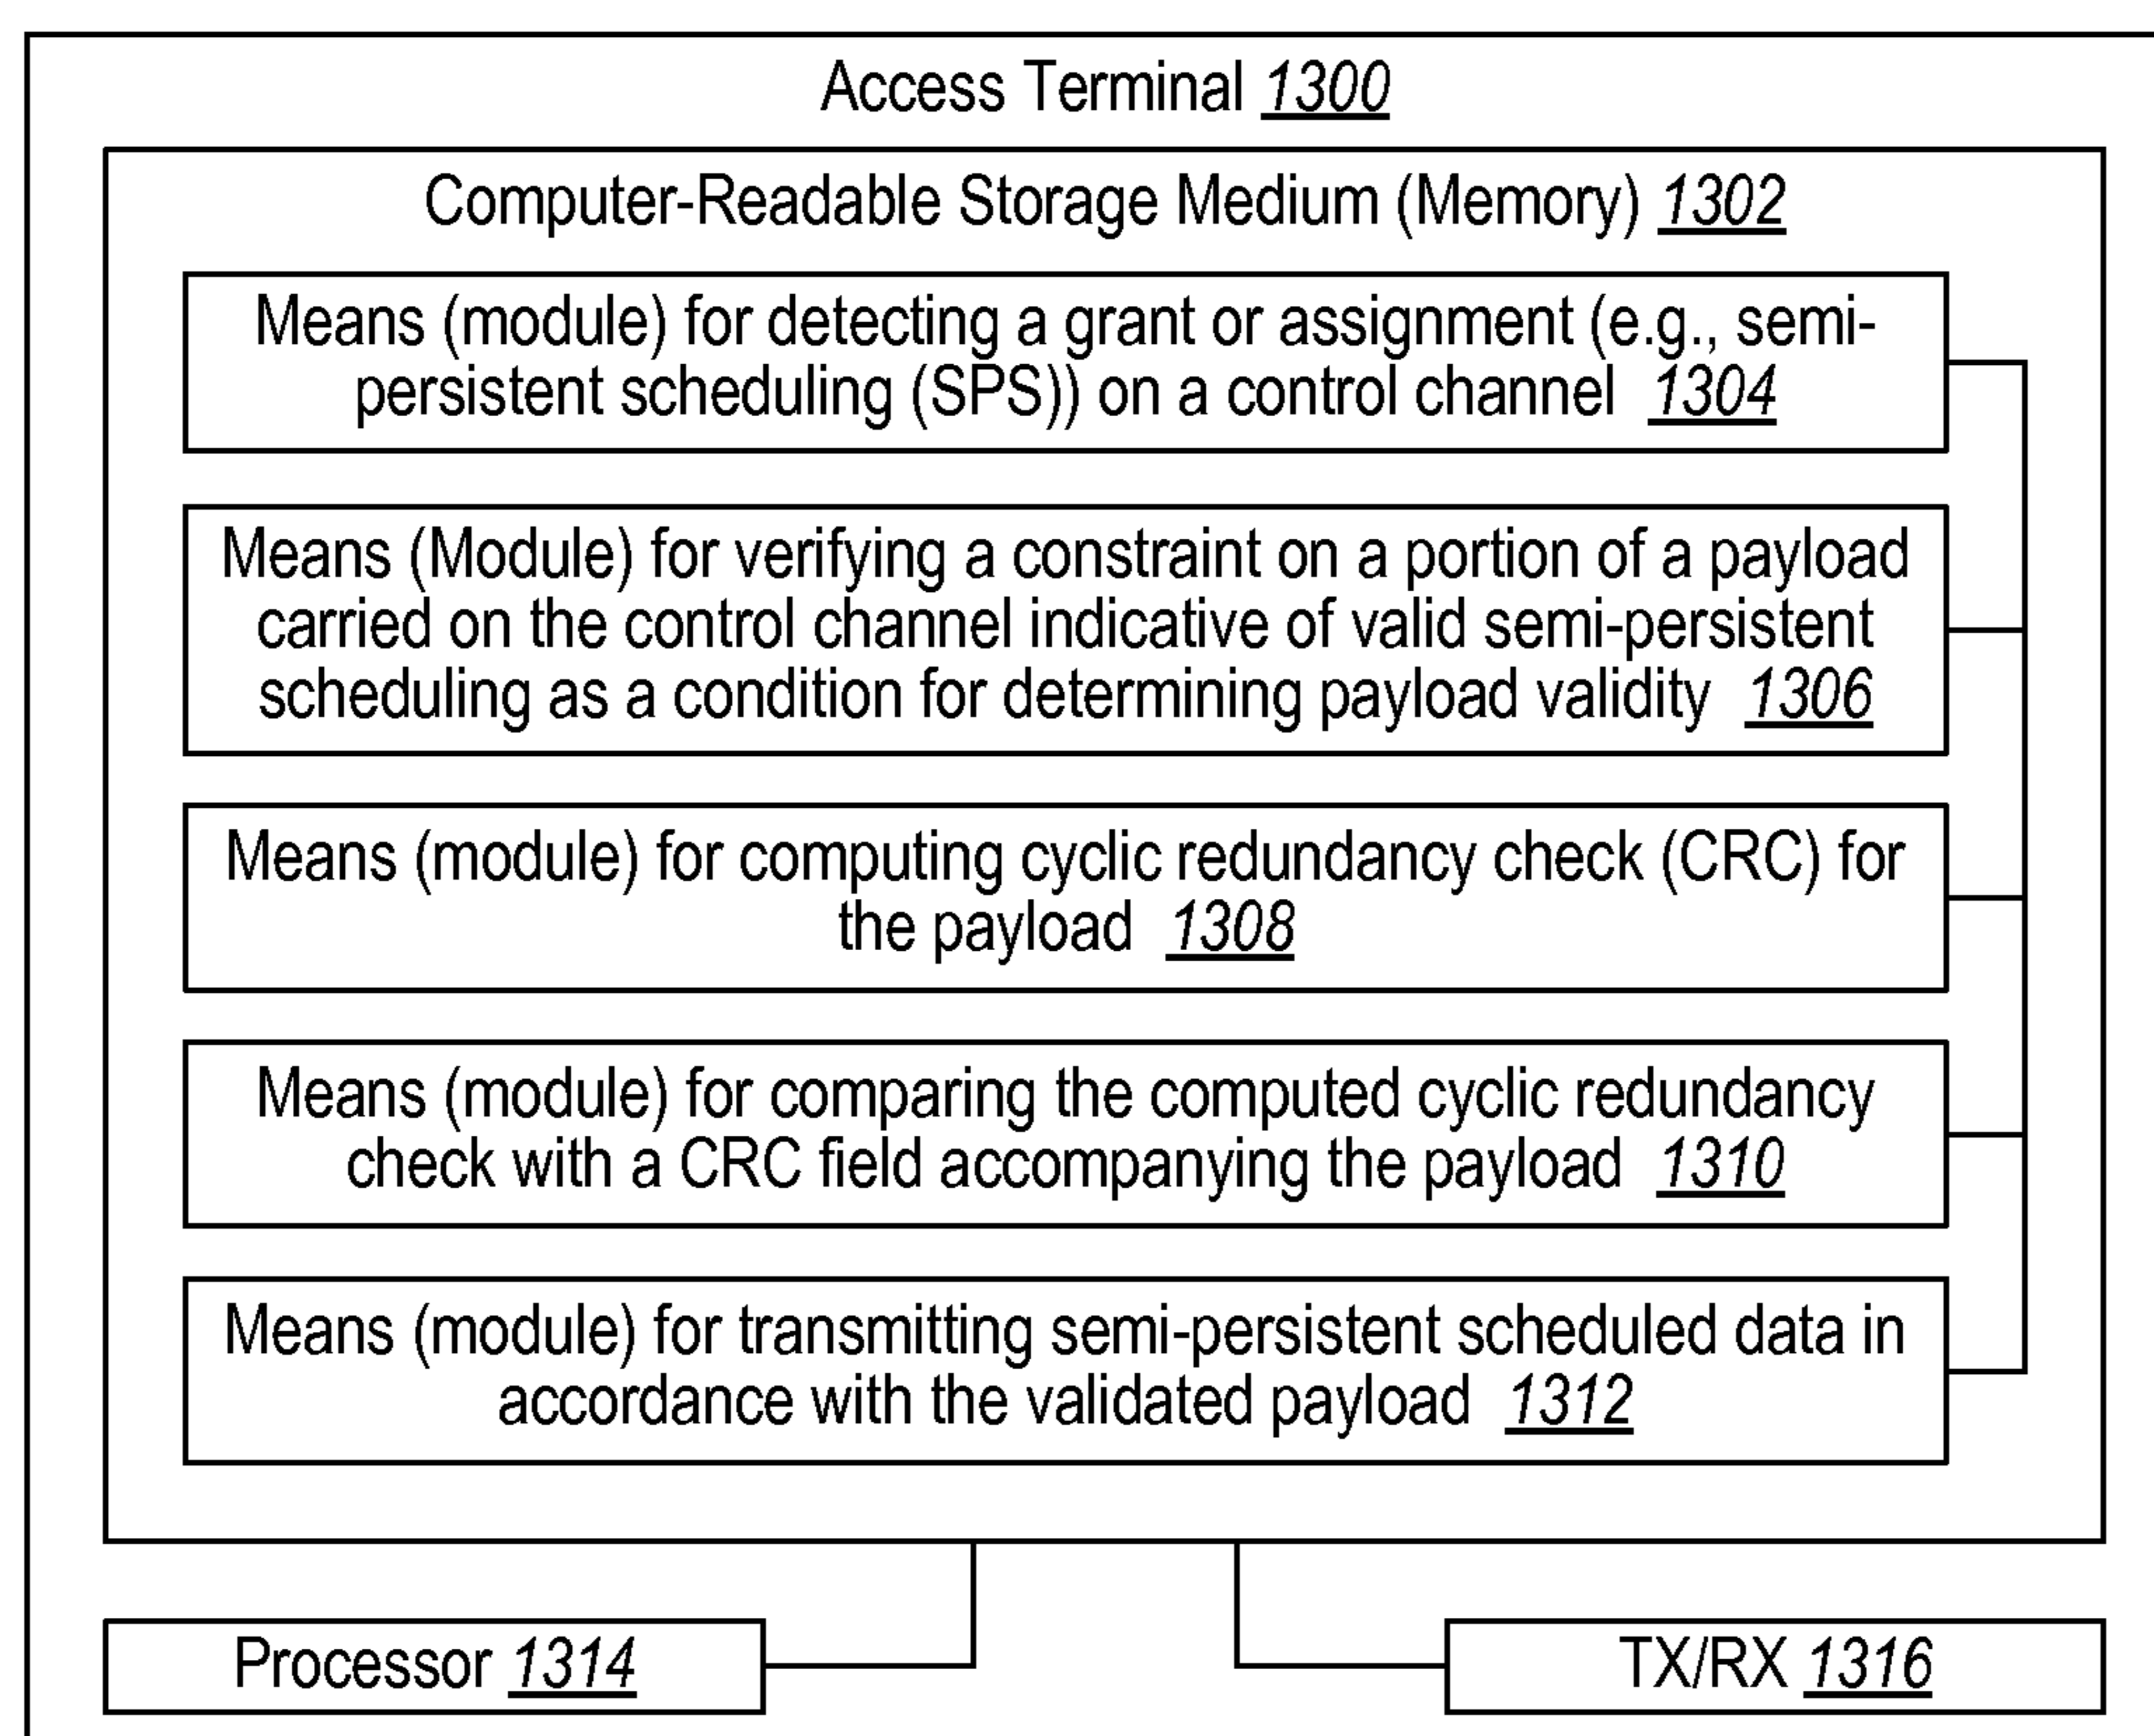 Access Terminal 1300
Computer-Readable Storage Medium (Memory) 1302
Means (module) for detecting a grant or assignment (e.g., semi-
persistent scheduling (SPS)) on a control channel 1304
Means (Module) for verifying a constraint on a portion of a payload
carried on the control channel indicative of valid semi-persistent
scheduling as a condition for determining payload validity 1306
Means (module) for computing cyclic redundancy check (CRC) for
the payload 1308
Means (module) for comparing the computed cyclic redundancy
check with a CRC field accompanying the payload 1310
Means (module) for transmitting semi-persistent scheduled data in
accordance with the validated payload 1312
Processor 1314
TX/RX 1316